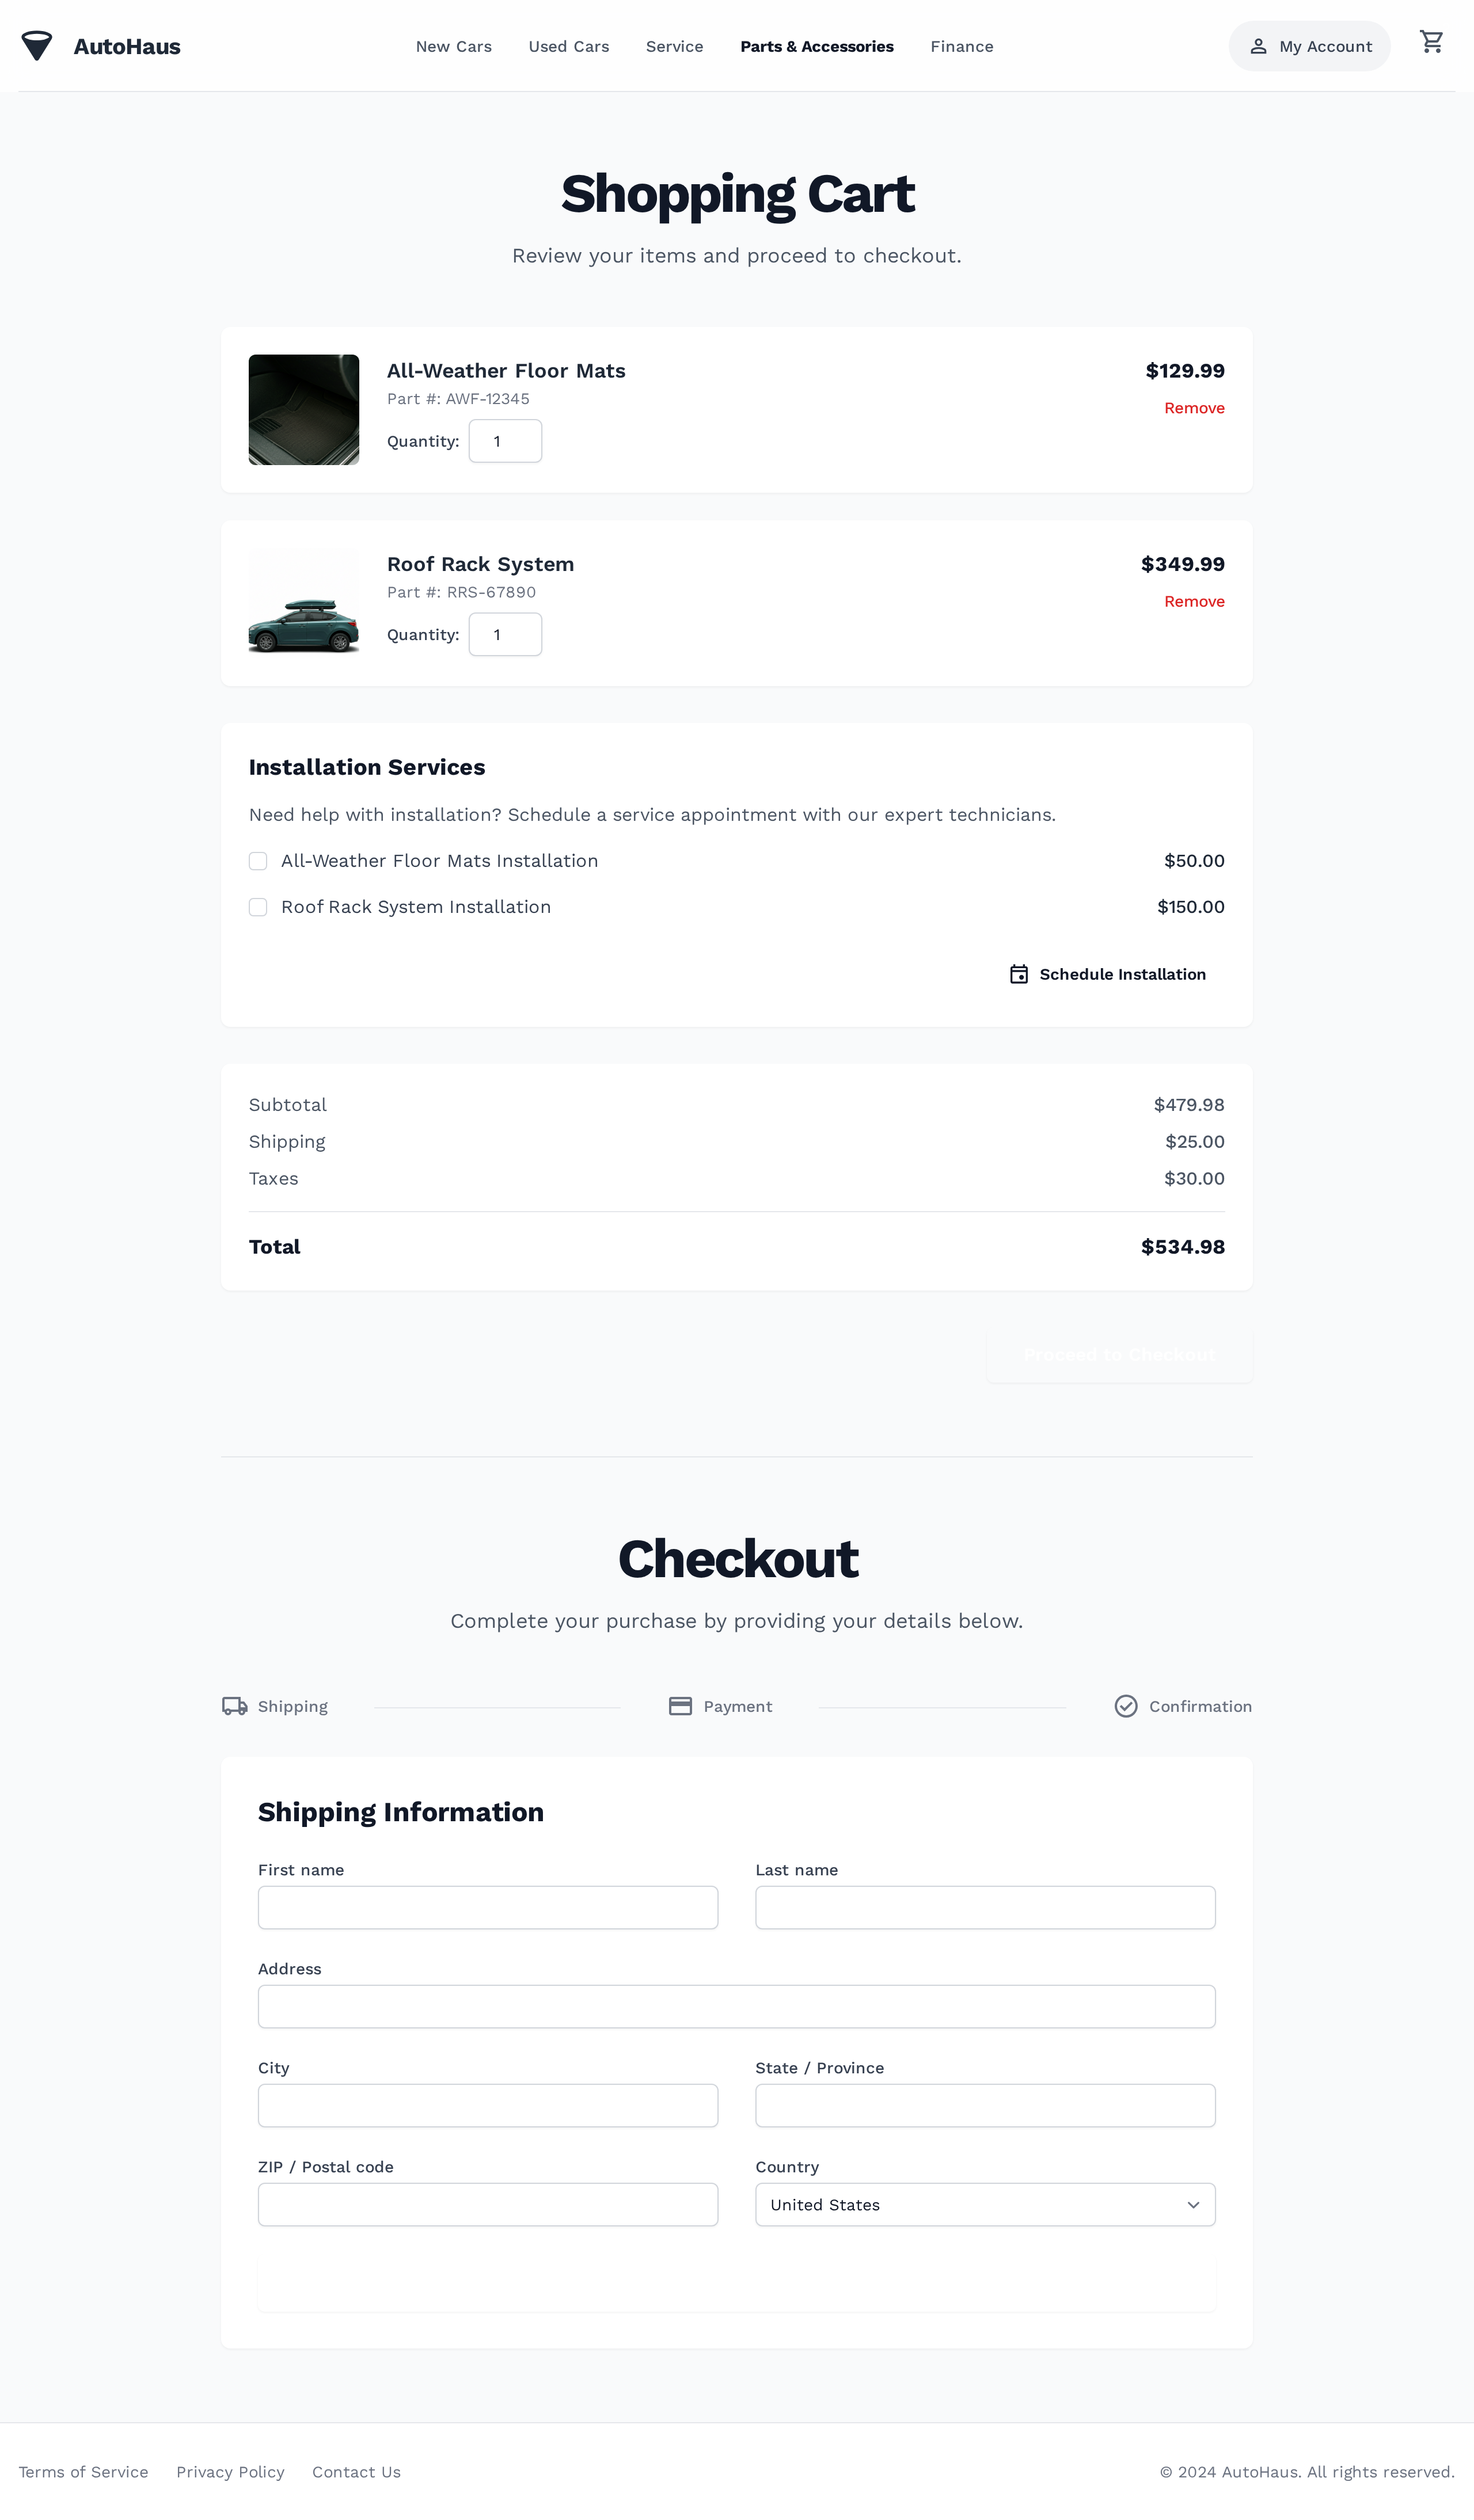 AutoHaus
New Cars
Used Cars
Service
Parts & Accessories
Finance
My Account
Shopping Cart
Review your items and proceed to checkout.
All-Weather Floor Mats
$129.99
Part #: AWF-12345
Remove
Quantity: 1
Roof Rack System
$349.99
Part #: RRS-67890
Remove
Quantity: 1
Installation Services
Need help with installation? Schedule a service appointment with our expert technicians.
All-Weather Floor Mats Installation $50.00
Roof Rack System Installation $150.00
Schedule Installation
Subtotal $479.98
Shipping $25.00
Taxes $30.00
Total $534.98
Proceed to Checkout
Checkout
Complete your purchase by providing your details below.
Shipping
Payment
Confirmation
Shipping Information
First name
Last name
Address
City
State / Province
ZIP / Postal code
Country
United States
Terms of Service
Privacy Policy
Contact Us
© 2024 AutoHaus. All rights reserved.